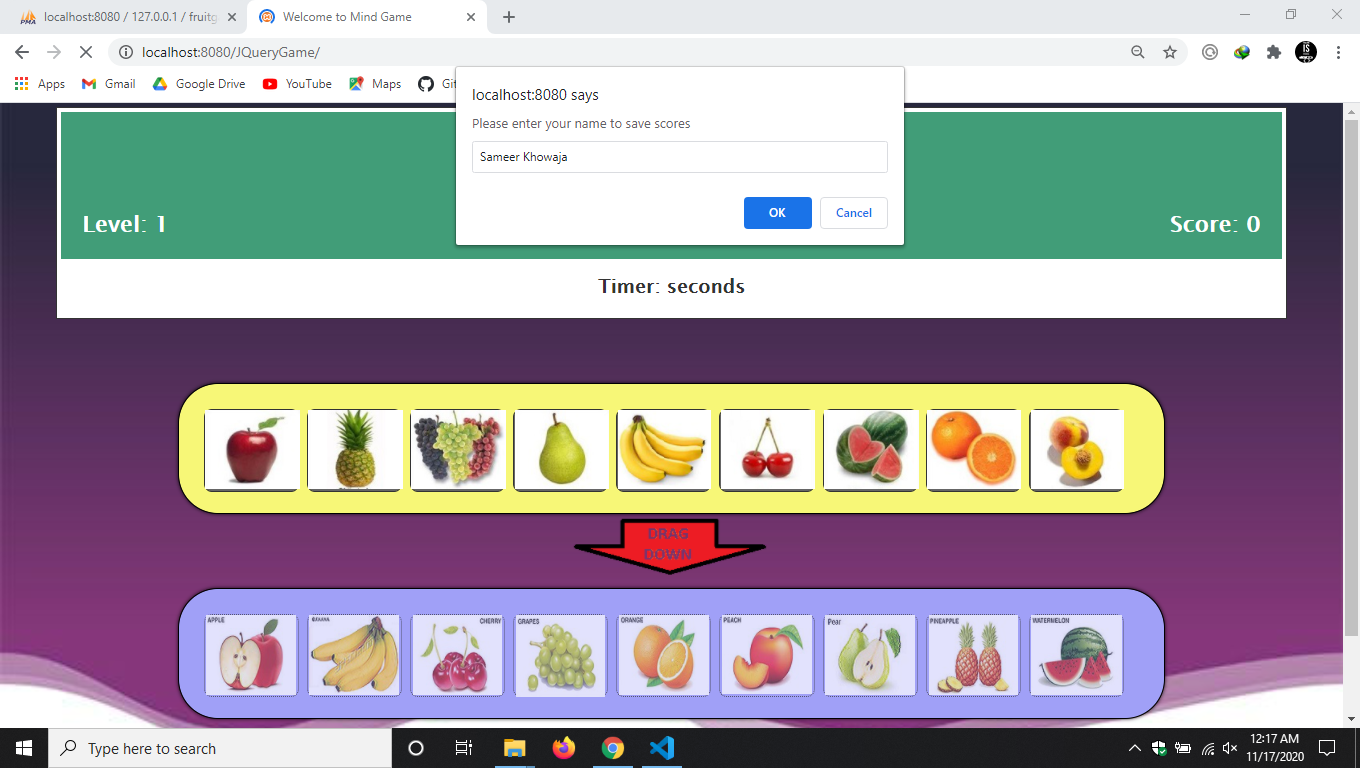 localhost:8080 / 127.0.0.1 / fruitg
Welcome to Mind Game
localhost:8080/JQueryGame/
Apps
Gmail
Google Drive
YouTube
Maps
localhost:8080 says
Please enter your name to save scores
Sameer Khowaja
OK
Cancel
Level: 1
Score: 0
Timer: seconds
DRAG
DOWN
APPLE
BANANA
CHERRY
GRAPES
ORANGE
PEACH
Pear
PINEAPPLE
WATERMELON
Type here to search
12:17 AM
11/17/2020